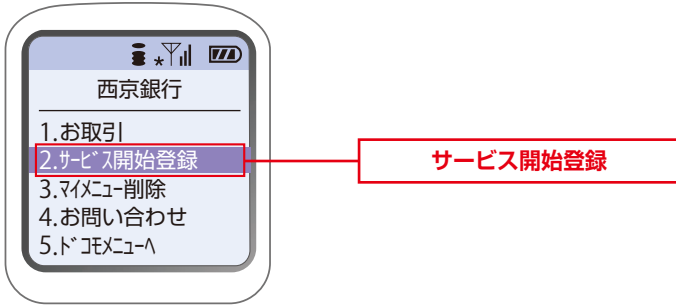 西京銀行
1.お取引
2.ｻｰﾋﾞｽ開始登録
サービス開始登録
3.ﾏｲﾒﾆｭｰ削除
4.お問い合わせ
5.ﾄﾞｺﾓﾒﾆｭｰへ